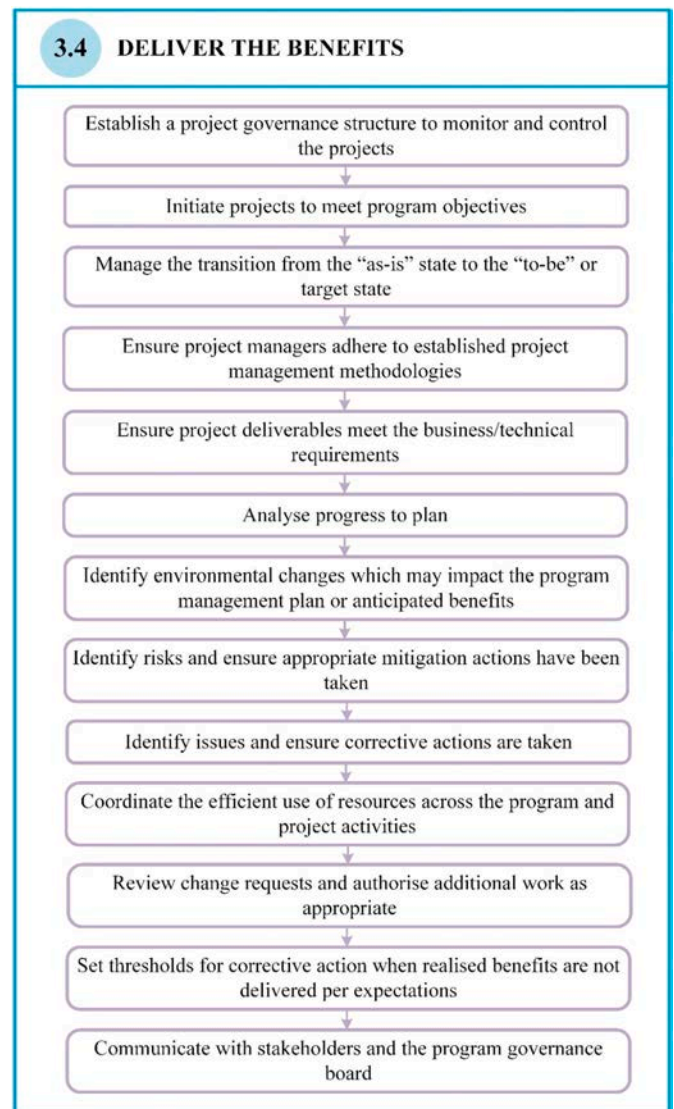 3.4 DELIVER THE BENEFITS
Establish a project governance structure to monitor and control
the projects
Initiate projects to meet program objectives
Manage the transition from the “as-is” state to the “to-be” or
target state
Ensure project managers adhere to established project
management methodologies
Ensure project deliverables meet the business/technical
requirements
Analyse progress to plan
Identify environmental changes which may impact the program
management plan or anticipated benefits
Identify risks and ensure appropriate mitigation actions have been
taken
Identify issues and ensure corrective actions are taken
Coordinate the efficient use of resources across the program and
project activities
Review change requests and authorise additional work as
appropriate
Set thresholds for corrective action when realised benefits are not
delivered per expectations
Communicate with stakeholders and the program governance
board